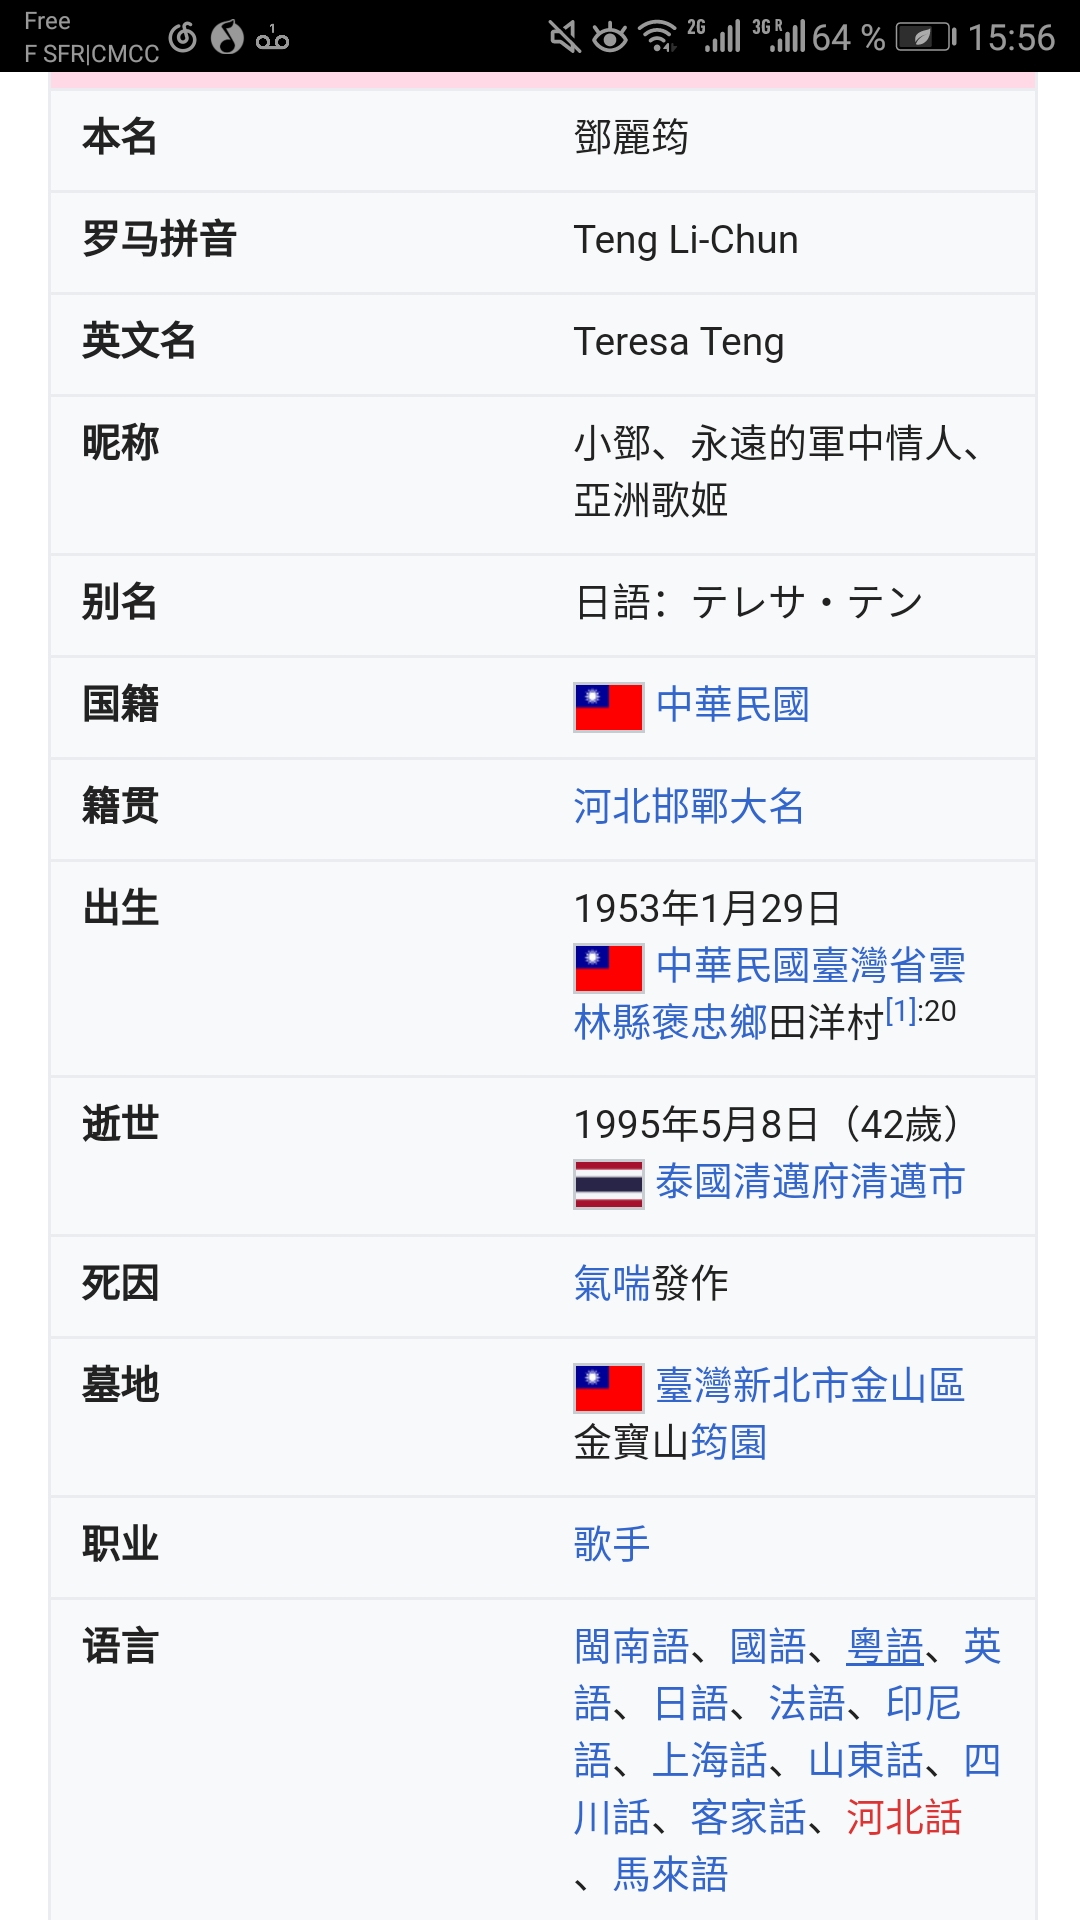 Free
F SFR|CMCC
1
2G
3G R
64 %
15:56
本名
鄧麗筠
罗马拼音
Teng Li-Chun
英文名
Teresa Teng
昵称
小鄧、永遠的軍中情人、
亞洲歌姬
别名
日語：テレサ・テン
国籍
中華民國
籍贯
河北邯鄲大名
出生
1953年1月29日
中華民國臺灣省雲
林縣褒忠鄉田洋村[1]:20
逝世
1995年5月8日（42歲）
泰國清邁府清邁市
死因
氣喘發作
墓地
臺灣新北市金山區
金寶山筠園
职业
歌手
语言
閩南語、國語、粵語、英
語、日語、法語、印尼
語、上海話、山東話、四
川話、客家話、河北話
、馬來語